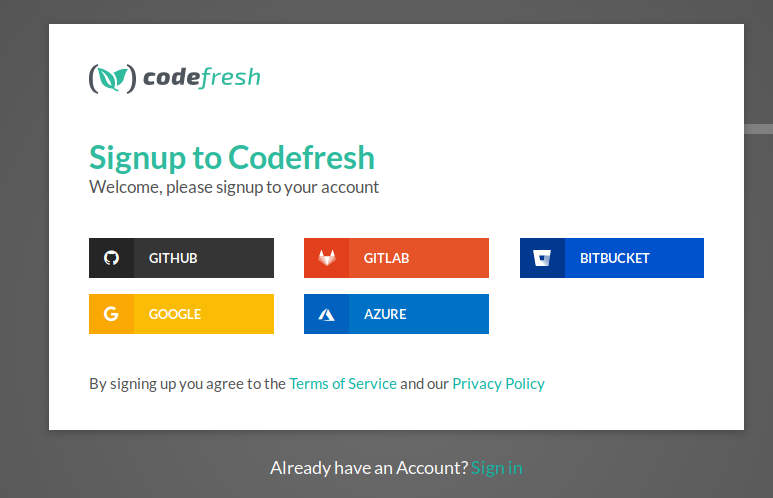 codefresh
Signup to Codefresh
Welcome, please signup to your account
GITHUB GITLAB BITBUCKET
GOOGLE AZURE
By signing up you agree to the Terms of Service and our Privacy Policy
Already have an Account? Sign in